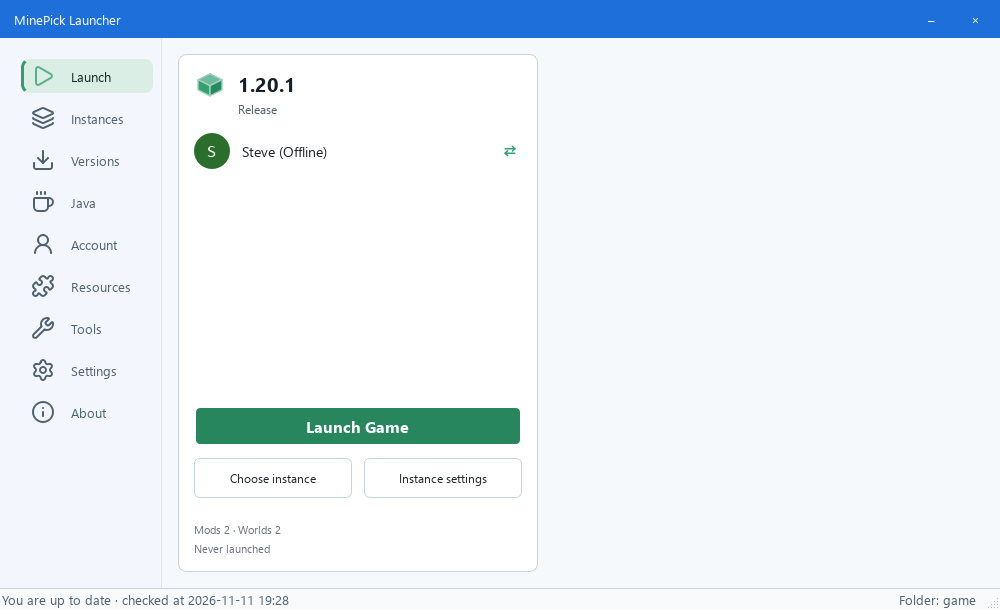 MinePick Launcher
Launch
Instances
Versions
Java
Account
Resources
Tools
Settings
About
1.20.1
Release
S
Steve (Offline)
Launch Game
Choose instance
Instance settings
Mods 2 · Worlds 2
Never launched
You are up to date · checked at 2026-11-11 19:28
Folder: game